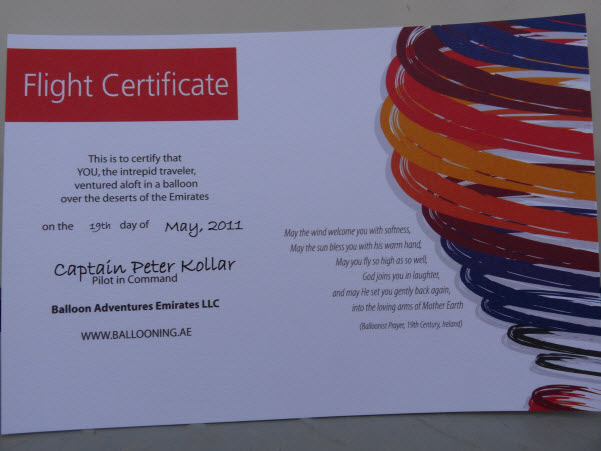 Flight Certificate
This is to certify that
YOU, the intrepid traveler,
ventured aloft in a balloon
over the deserts of the Emirates
on the 19th day of May, 2011
Captain Peter Kollar
Pilot in Command
Balloon Adventures Emirates LLC
WWW.BALLOONING.AE
May the wind welcome you with softness,
May the sun bless you with his warm hand,
May you fly so high as so well,
God joins you in laughter,
and may He set you gently back again,
into the loving arms of Mother Earth
(Balloonist Prayer, 19th Century, Ireland)